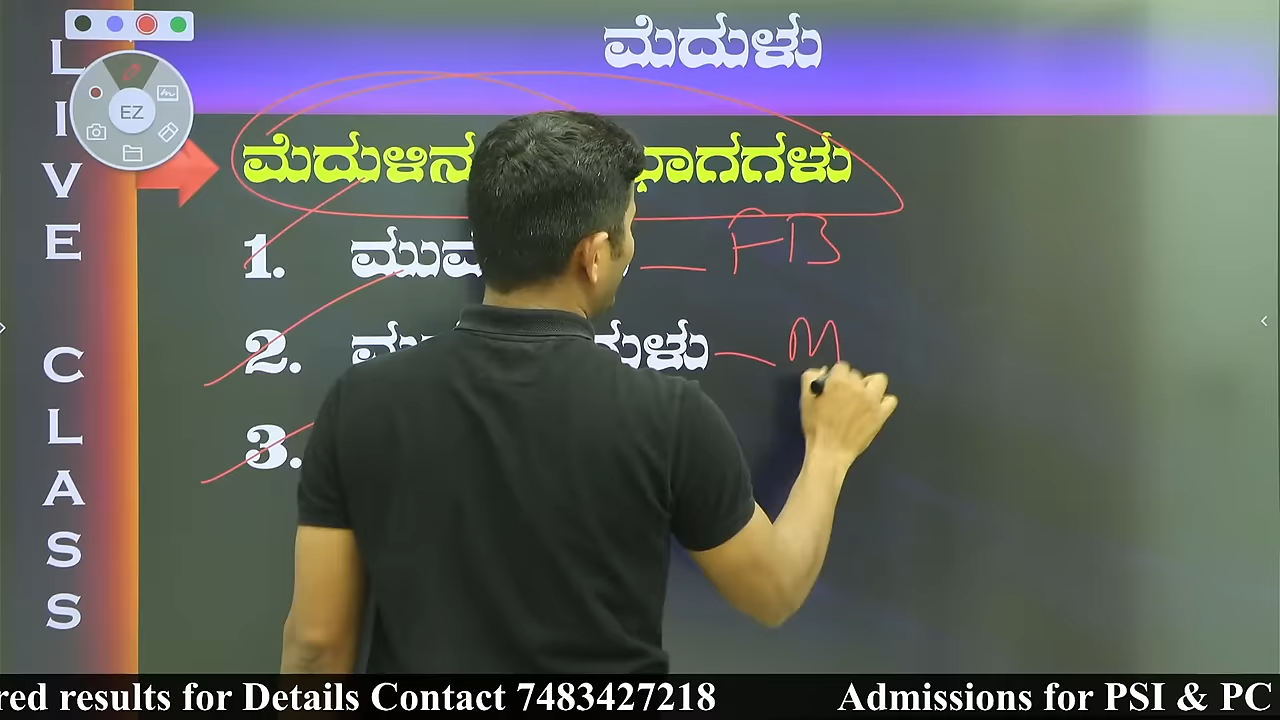 ಮೆದುಳು
EZ
LIVE CLASS
ಮೆದುಳಿನ ಭಾಗಗಳು
1. FB
2. M
3.
red results for Details Contact 7483427218 Admissions for PSI & PC